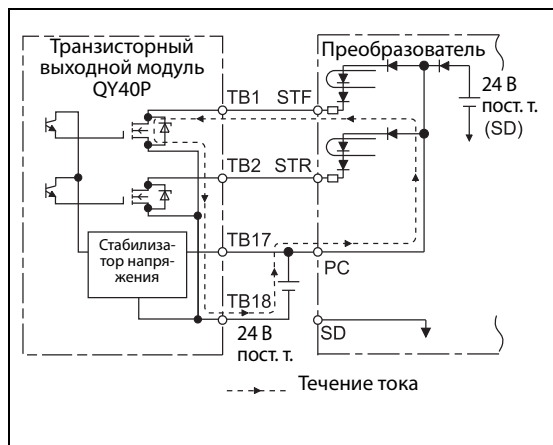 Транзисторный
выходной модуль
QY40P
Преобразователь
TB1 STF
24 В
пост. т.
(SD)
TB2 STR
Стабилиза-
тор напря-
жения
TB17
PC
TB18
24 В
пост. т.
SD
Течение тока